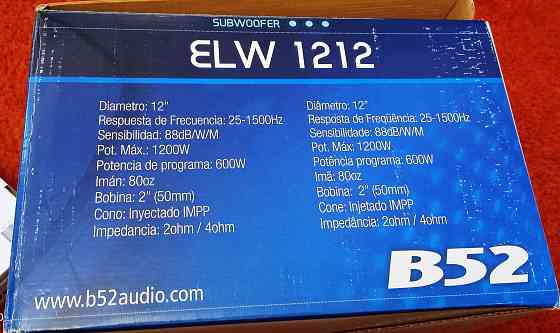 SUBWOOFER
ELW 1212
Diametro: 12"
Respuesta de Frecuencia: 25-1500Hz
Sensibilidad: 88dB/W/M
Pot. Máx.: 1200W
Potencia de programa: 600W
Imán: 80oz
Bobina: 2" (50mm)
Cono: Inyectado IMPP
Impedancia: 2ohm / 4ohm
Diâmetro: 12"
Resposta de Freqüência: 25-1500Hz
Sensibilidade: 88dB/W/M
Pot. Máx.: 1200W
Potência de programa: 600W
Imã: 80oz
Bobina: 2" (50mm)
Cone: Injetado IMPP
Impedância: 2ohm / 4ohm
www.b52audio.com
B52